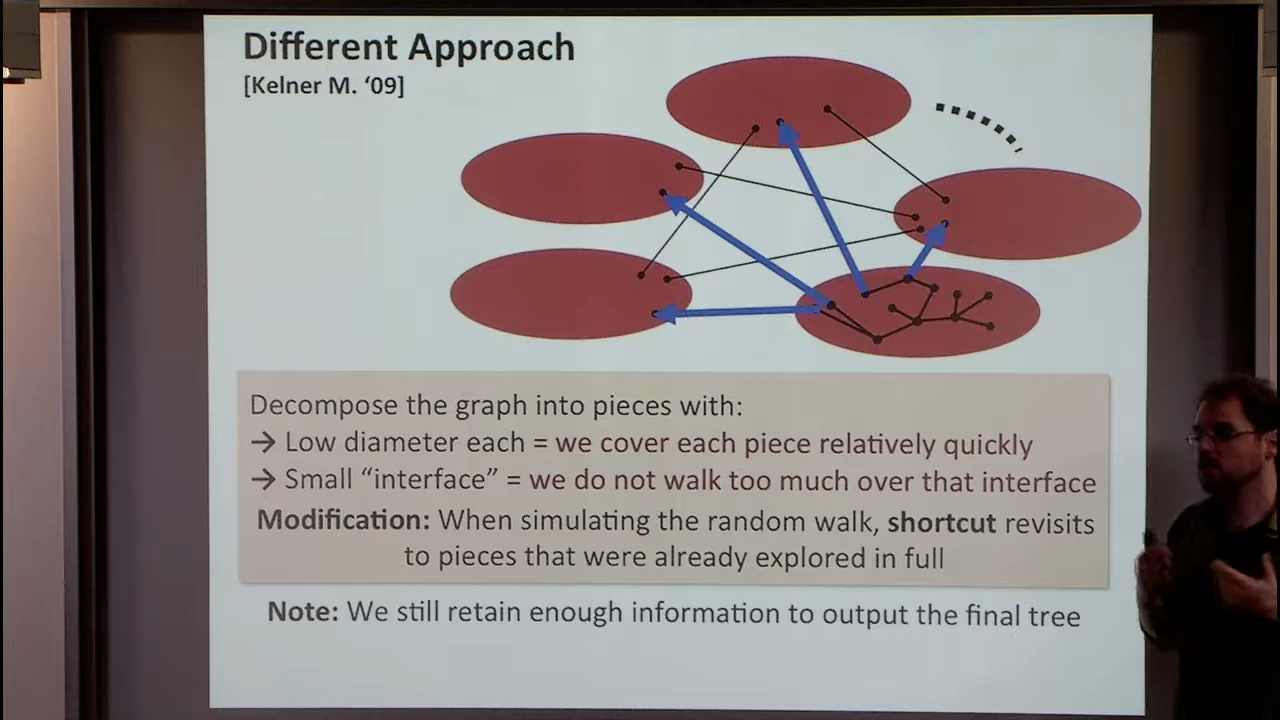 Different Approach
[Kelner M. ‘09]
Decompose the graph into pieces with:
→ Low diameter each = we cover each piece relatively quickly
→ Small “interface” = we do not walk too much over that interface
Modification: When simulating the random walk, shortcut revisits
to pieces that were already explored in full
Note: We still retain enough information to output the final tree